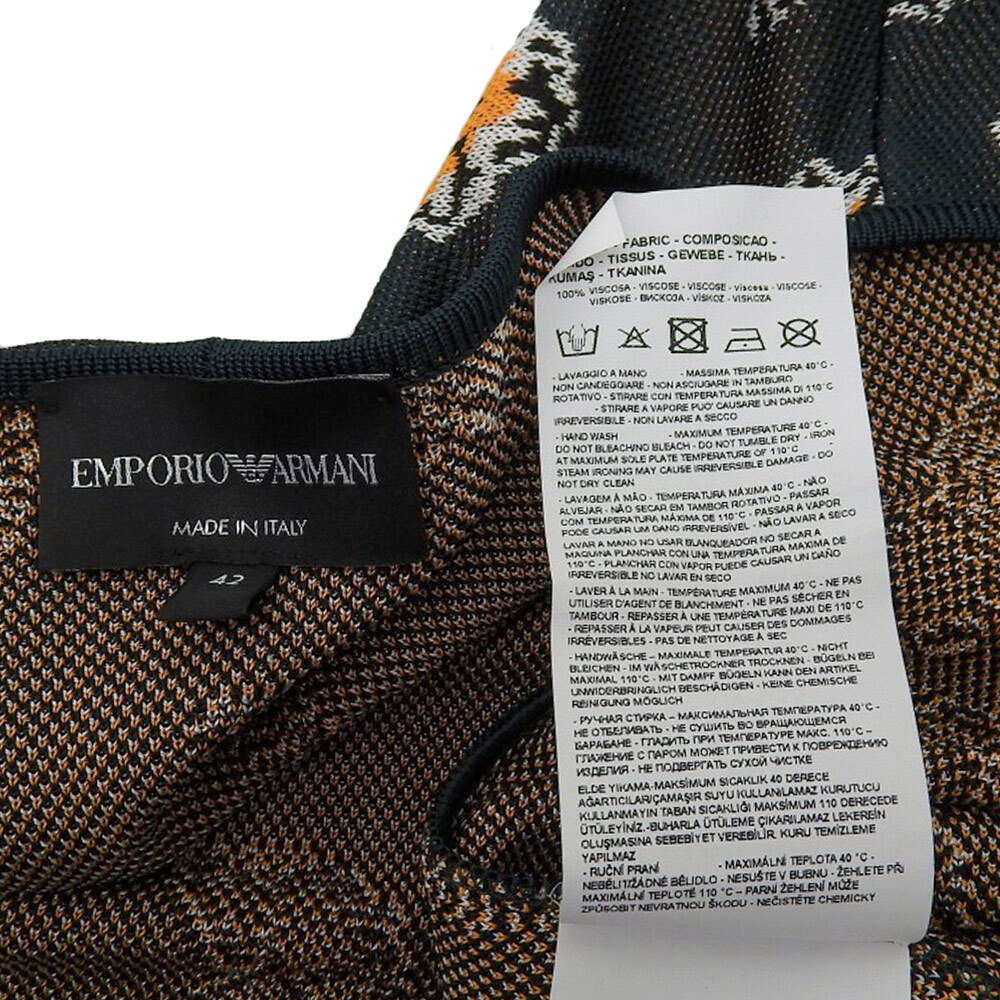 EMPORIO ARMANI
MADE IN ITALY
42
FABRIC - COMPOSICAO -
- TISSUS - GEWEBE - ТКАНЬ -
KUMAŞ - TKANINA
100% VISCOSA - VISCOSE - VISCOSE - VISCOSE - Viscosa - VISKOSE -
VISKOSE - ВИСКОЗА - VİSKOZ - VISKÓZA
- LAVAGGIO A MANO - MASSIMA TEMPERATURA 40°C -
NON CANDEGGIARE - NON ASCIUGARE IN TAMBURO
ROTATIVO - STIRARE CON TEMPERATURA MASSIMA DI 110°C
- STIRARE A VAPORE PUO' CAUSARE UN DANNO
IRREVERSIBILE - NON LAVARE A SECCO
- HAND WASH - MAXIMUM TEMPERATURE 40°C -
DO NOT BLEACHING BLEACH - DO NOT TUMBLE DRY - IRON
AT MAXIMUM SOLE PLATE TEMPERATURE OF 110°C
STEAM IRONING MAY CAUSE IRREVERSIBLE DAMAGE - DO
NOT DRY CLEAN
- LAVAGEM À MÃO - TEMPERATURA MÁXIMA 40°C - NÃO
ALVEJAR - NÃO SECAR EM TAMBOR ROTATIVO - PASSAR
COM TEMPERATURA MÁXIMA DE 110°C - PASSAR A VAPOR
PODE CAUSAR UM DANO IRREVERSÍVEL - NÃO LAVAR A SECO
LAVAR A MANO NO USAR BLANQUEADOR NO SECAR A
MAQUINA PLANCHAR CON UNA TEMPERATURA MAXIMA DE
110°C - PLANCHAR CON VAPOR PUEDE CAUSAR UN DAÑO
IRREVERSIBLE NO LAVAR EN SECO
- LAVER À LA MAIN - TEMPERATURE MAXIMUM 40°C - NE PAS
UTILISER D'AGENT DE BLANCHIMENT - NE PAS SÉCHER EN
TAMBOUR - REPASSER À UNE TEMPÉRATURE MAXI DE 110°C
- REPASSER À LA VAPEUR PEUT CAUSER DES DOMMAGES
IRRÉVERSIBLES - PAS DE NETTOYAGE À SEC
- HANDWÄSCHE - MAXIMALE TEMPERATUR 40°C - NICHT
BLEICHEN - IM WÄSCHETROCKNER TROCKNEN - BÜGELN BEI
MAXIMAL 110°C - MIT DAMPF BÜGELN KANN DEN ARTIKEL
UNWIDERBRINGLICH BESCHÄDIGEN - KEINE CHEMISCHE
REINIGUNG MÖGLICH
- РУЧНАЯ СТИРКА – МАКСИМАЛЬНАЯ ТЕМПЕРАТУРА 40°C -
НЕ ОТБЕЛИВАТЬ - НЕ СУШИТЬ ВО ВРАЩАЮЩЕМСЯ
БАРАБАНЕ - ГЛАДИТЬ ПРИ ТЕМПЕРАТУРЕ МАКС. 110°C –
ГЛАЖЕНИЕ С ПАРОМ МОЖЕТ ПРИВЕСТИ К ПОВРЕЖДЕНИЮ
ИЗДЕЛИЯ - НЕ ПОДВЕРГАТЬ СУХОЙ ЧИСТКЕ
ELDE YIKAMA-MAKSİMUM SICAKLIK 40 DERECE
AĞARTICILAR/ÇAMAŞIR SUYU KULLANILAMAZ KURUTUCU
KULLANMAYIN TABAN SICAKLIĞI MAKSİMUM 110 DERECEDE
ÜTÜLEYİNİZ.-BUHARLA ÜTÜLEME ÇIKARILAMAZ LEKEREİN
OLUŞMASINA SEBEBİYET VEREBİLİR. KURU TEMİZLEME
YAPILMAZ
- RUČNÍ PRANÍ - MAXIMÁLNÍ TEPLOTA 40 °C -
NEBĚLIT/ŽÁDNÉ BĚLIDLO - NESUŠTE V BUBNU - ŽEHLETE PŘI
MAXIMÁLNÍ TEPLOTĚ 110 °C – PARNÍ ŽEHLENÍ MŮŽE
ZPŮSOBIT NEVRATNOU ŠKODU - NEČISTĚTE CHEMICKY